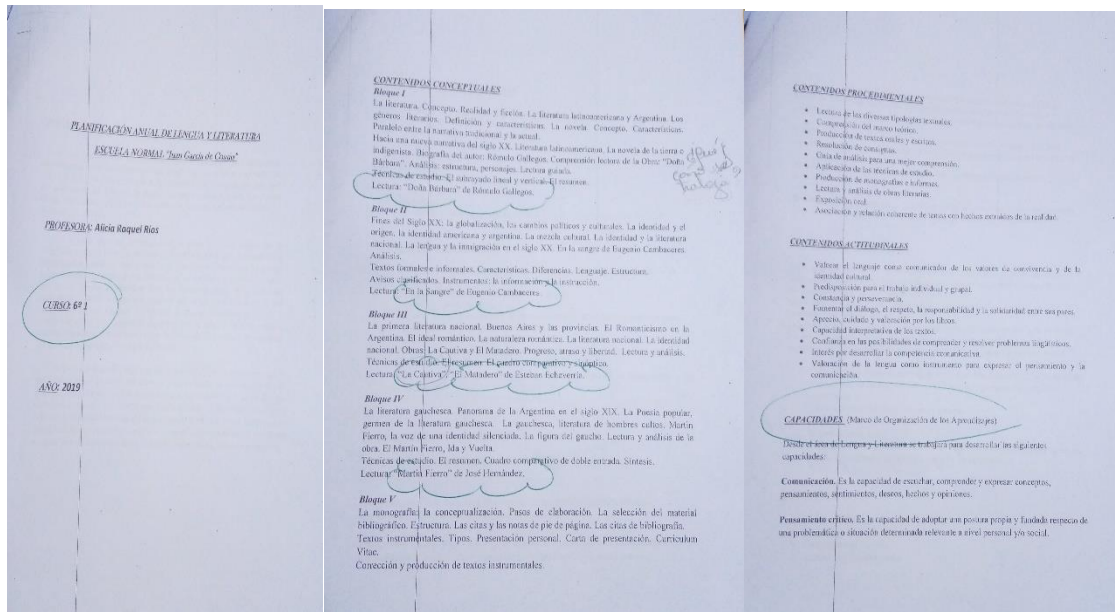 PLANIFICACIÓN ANUAL DE LENGUA Y LITERATURA
ESCUELA NORMAL "Juan García de Cossio"
PROFESORA: Alicia Raquel Ríos
CURSO: 6º 1
AÑO: 2019
CONTENIDOS CONCEPTUALES
Bloque I
La literatura. Concepto. Realidad y ficción. La literatura latinoamericana y Argentina. Los
géneros literarios. Definición y características. La novela. Concepto. Características.
Paralelo entre la narrativa tradicional y la actual.
Hacia una nueva narrativa del siglo XX. Literatura latinoamericana. La novela de la tierra o
indigenista. Biografía del autor: Rómulo Gallegos. Comprensión lectora de la Obra: "Doña
Bárbara". Análisis: estructura, personajes. Lectura guiada.
Técnicas de estudio: El subrayado lineal y vertical. El resumen.
Lectura: "Doña Bárbara" de Rómulo Gallegos.
Bloque II
Fines del Siglo XX: la globalización, los cambios políticos y culturales. La identidad y el
origen, la identidad americana y argentina. La mezcla cultural. La identidad y la literatura
nacional. La lengua y la inmigración en el siglo XX. En la sangre de Eugenio Cambaceres.
Análisis.
Textos formales e informales. Características. Diferencias. Lenguaje. Estructura.
Avisos clasificados. Instrumentos: la información y la instrucción.
Lectura: "En la Sangre" de Eugenio Cambaceres.
Bloque III
La primera literatura nacional. Buenos Aires y las provincias. El Romanticismo en la
Argentina. El ideal romántico. La naturaleza romántica. La literatura nacional. La identidad
nacional. Obras: La Cautiva y El Matadero. Progreso, atraso y libertad. Lectura y análisis.
Técnicas de estudio: El resumen. El cuadro comparativo y sinóptico.
Lectura: "La Cautiva", "El Matadero" de Esteban Echeverría.
Bloque IV
La literatura gauchesca. Panorama de la Argentina en el siglo XIX. La Poesía popular,
germen de la literatura gauchesca. La gauchesca, literatura de hombres cultos. Martín
Fierro, la voz de una identidad silenciada. La figura del gaucho. Lectura y análisis de la
obra. El Martín Fierro, Ida y Vuelta
Técnicas de estudio. El resumen. Cuadro comparativo de doble entrada. Síntesis.
Lectura: "Martín Fierro" de José Hernández.
Bloque V
La monografía: la conceptualización. Pasos de elaboración. La selección del material
bibliográfico. Estructura. Las citas y las notas de pie de página. Las citas de bibliografía.
Textos instrumentales. Tipos. Presentación personal. Carta de presentación. Curriculum
Vitae.
Corrección y producción de textos instrumentales.
CONTENIDOS PROCEDIMENTALES
• Lectura de las diversas tipologías textuales.
• Comprensión del marco teórico.
• Producción de textos orales y escritos.
• Resolución de consignas.
• Guía de análisis para una mejor comprensión.
• Aplicación de las técnicas de estudio.
• Producción de monografías e informes.
• Lectura y análisis de obras literarias.
• Exposición oral
• Asociación y relación coherente de textos con hechos extraídos de la realidad.
CONTENIDOS ACTITUDINALES
• Valorar el lenguaje como comunicador de los valores de convivencia y de la
identidad cultural.
• Predisposición para el trabajo individual y grupal.
• Constancia y perseverancia.
• Fomentar el diálogo, el respeto, la responsabilidad y la solidaridad entre sus pares.
• Aprecio, cuidado y valoración por los libros.
• Capacidad interpretativa de los textos.
• Confianza en las posibilidades de comprender y resolver problemas lingüísticos.
• Interés por desarrollar la competencia comunicativa.
• Valoración de la lengua como instrumento para expresar el pensamiento y la
comunicación.
CAPACIDADES (Marco de Organización de los Aprendizajes)
Desde el área de Lengua y Literatura se trabajará para desarrollar las siguientes
capacidades:
Comunicación. Es la capacidad de escuchar, comprender y expresar conceptos,
pensamientos, sentimientos, deseos, hechos y opiniones.
Pensamiento crítico. Es la capacidad de adoptar una postura propia y fundada respecto de
una problemática o situación determinada relevante a nivel personal y/o social.